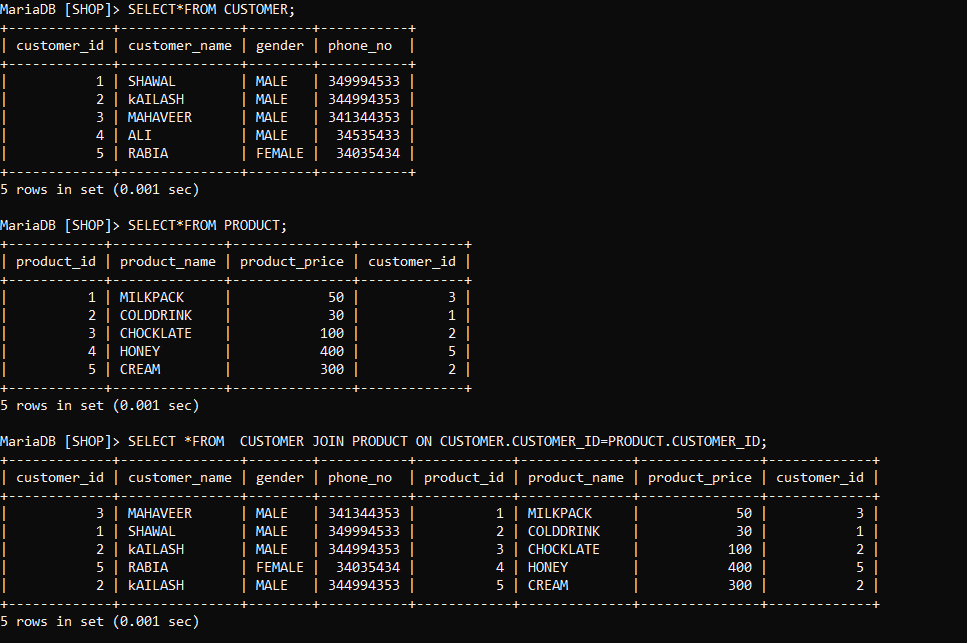 MariaDB [SHOP]> SELECT*FROM CUSTOMER;
+-------------+---------------+--------+-----------+
| customer_id | customer_name | gender | phone_no  |
+-------------+---------------+--------+-----------+
|           1 | SHAWAL        | MALE   | 349994533 |
|           2 | kAILASH       | MALE   | 344994353 |
|           3 | MAHAVEER      | MALE   | 341344353 |
|           4 | ALI           | MALE   |  34535433 |
|           5 | RABIA         | FEMALE |  34035434 |
+-------------+---------------+--------+-----------+
5 rows in set (0.001 sec)
MariaDB [SHOP]> SELECT*FROM PRODUCT;
+------------+--------------+---------------+-------------+
| product_id | product_name | product_price | customer_id |
+------------+--------------+---------------+-------------+
|          1 | MILKPACK     |            50 |           3 |
|          2 | COLDDRINK    |            30 |           1 |
|          3 | CHOCKLATE    |           100 |           2 |
|          4 | HONEY        |           400 |           5 |
|          5 | CREAM        |           300 |           2 |
+------------+--------------+---------------+-------------+
5 rows in set (0.001 sec)
MariaDB [SHOP]> SELECT *FROM  CUSTOMER JOIN PRODUCT ON CUSTOMER.CUSTOMER_ID=PRODUCT.CUSTOMER_ID;
+-------------+---------------+--------+-----------+------------+--------------+---------------+-------------+
| customer_id | customer_name | gender | phone_no  | product_id | product_name | product_price | customer_id |
+-------------+---------------+--------+-----------+------------+--------------+---------------+-------------+
|           3 | MAHAVEER      | MALE   | 341344353 |          1 | MILKPACK     |            50 |           3 |
|           1 | SHAWAL        | MALE   | 349994533 |          2 | COLDDRINK    |            30 |           1 |
|           2 | kAILASH       | MALE   | 344994353 |          3 | CHOCKLATE    |           100 |           2 |
|           5 | RABIA         | FEMALE |  34035434 |          4 | HONEY        |           400 |           5 |
|           2 | kAILASH       | MALE   | 344994353 |          5 | CREAM        |           300 |           2 |
+-------------+---------------+--------+-----------+------------+--------------+---------------+-------------+
5 rows in set (0.001 sec)